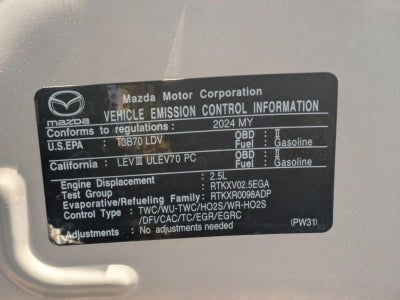 Mazda Motor Corporation
mazda
VEHICLE EMISSION CONTROL INFORMATION
Conforms to regulations: 2024 MY
U.S.EPA : T3B70 LDV OBD : II
Fuel : Gasoline
California : LEVⅢ ULEV70 PC OBD : II
Fuel : Gasoline
Engine Displacement : 2.5L
Test Group : RTKXV02.5EGA
Evaporative/Refueling Family: RTKXR0098ADP
Control Type : TWC/WU-TWC/HO2S/WR-HO2S
/DFI/CAC/TC/EGR/EGRC
Adjustments : No adjustments needed
(PW31)